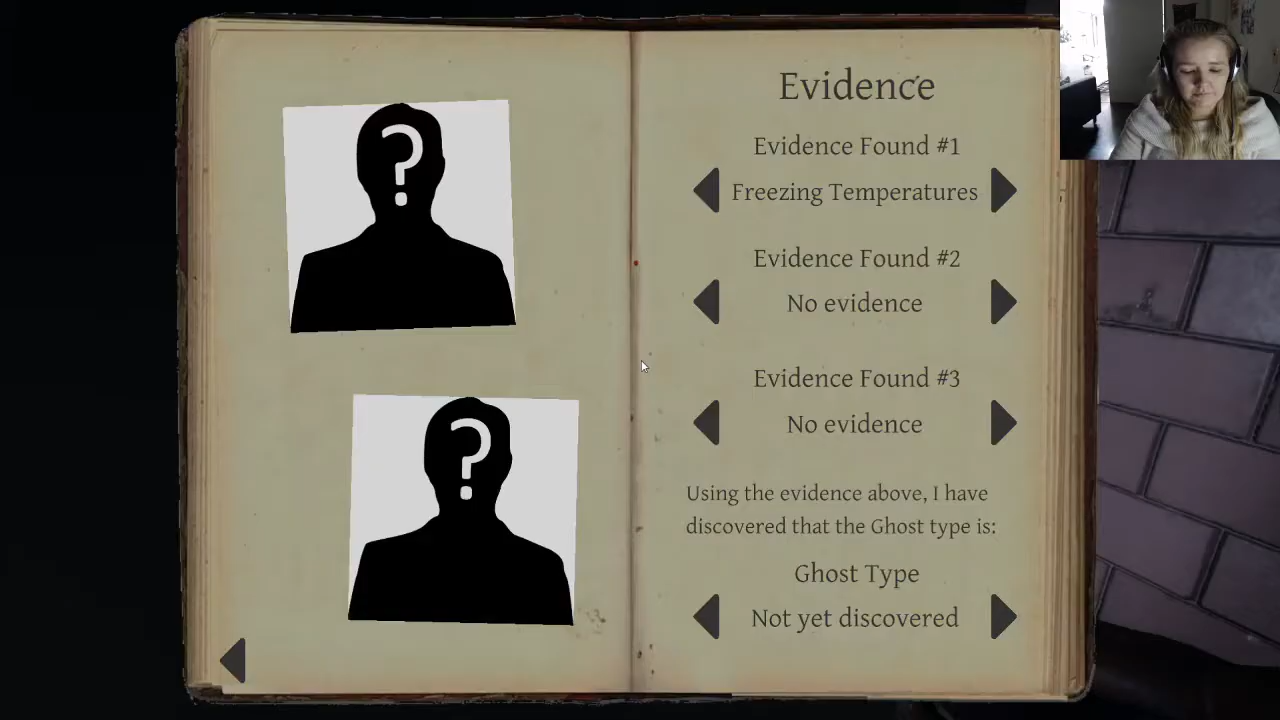 ?
?
Evidence
Evidence Found #1
Freezing Temperatures
Evidence Found #2
No evidence
Evidence Found #3
No evidence
Using the evidence above, I have
discovered that the Ghost type is:
Ghost Type
Not yet discovered